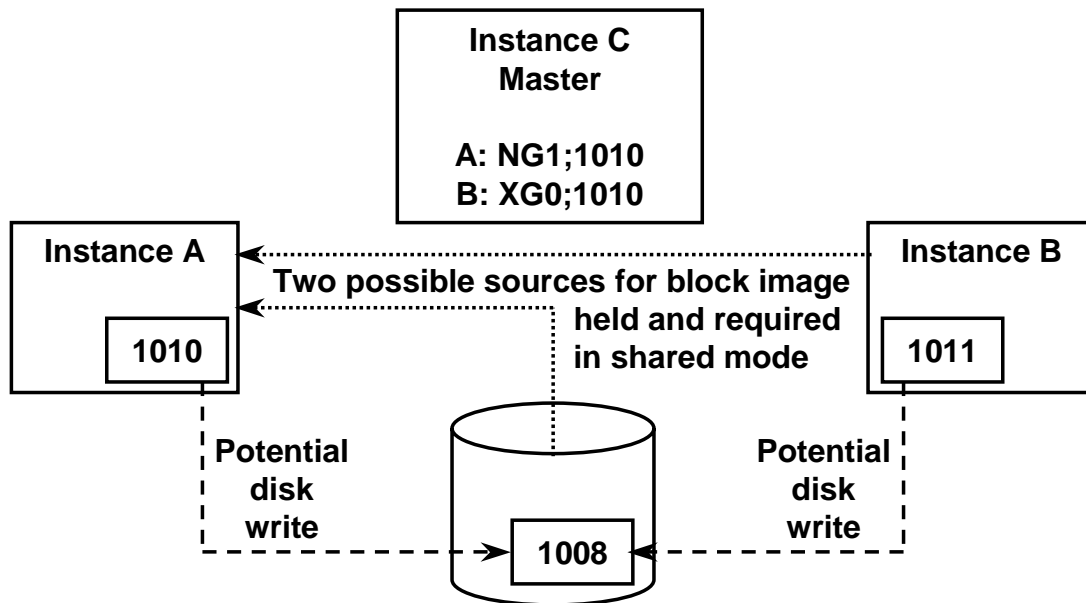 Instance C
Master
A: NG1;1010
B: XG0;1010
Instance A
Instance B
Two possible sources for block image
held and required
in shared mode
1010
1011
Potential
disk
write
Potential
disk
write
1008